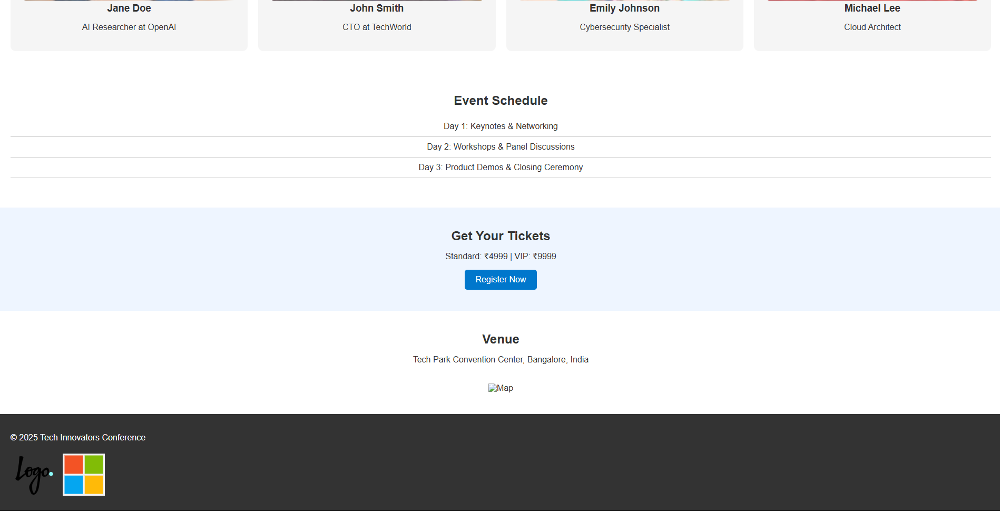 Jane Doe
AI Researcher at OpenAI
John Smith
CTO at TechWorld
Emily Johnson
Cybersecurity Specialist
Michael Lee
Cloud Architect
Event Schedule
Day 1: Keynotes & Networking
Day 2: Workshops & Panel Discussions
Day 3: Product Demos & Closing Ceremony
Get Your Tickets
Standard: ₹4999 | VIP: ₹9999
Register Now
Venue
Tech Park Convention Center, Bangalore, India
Map
© 2025 Tech Innovators Conference
Logo.